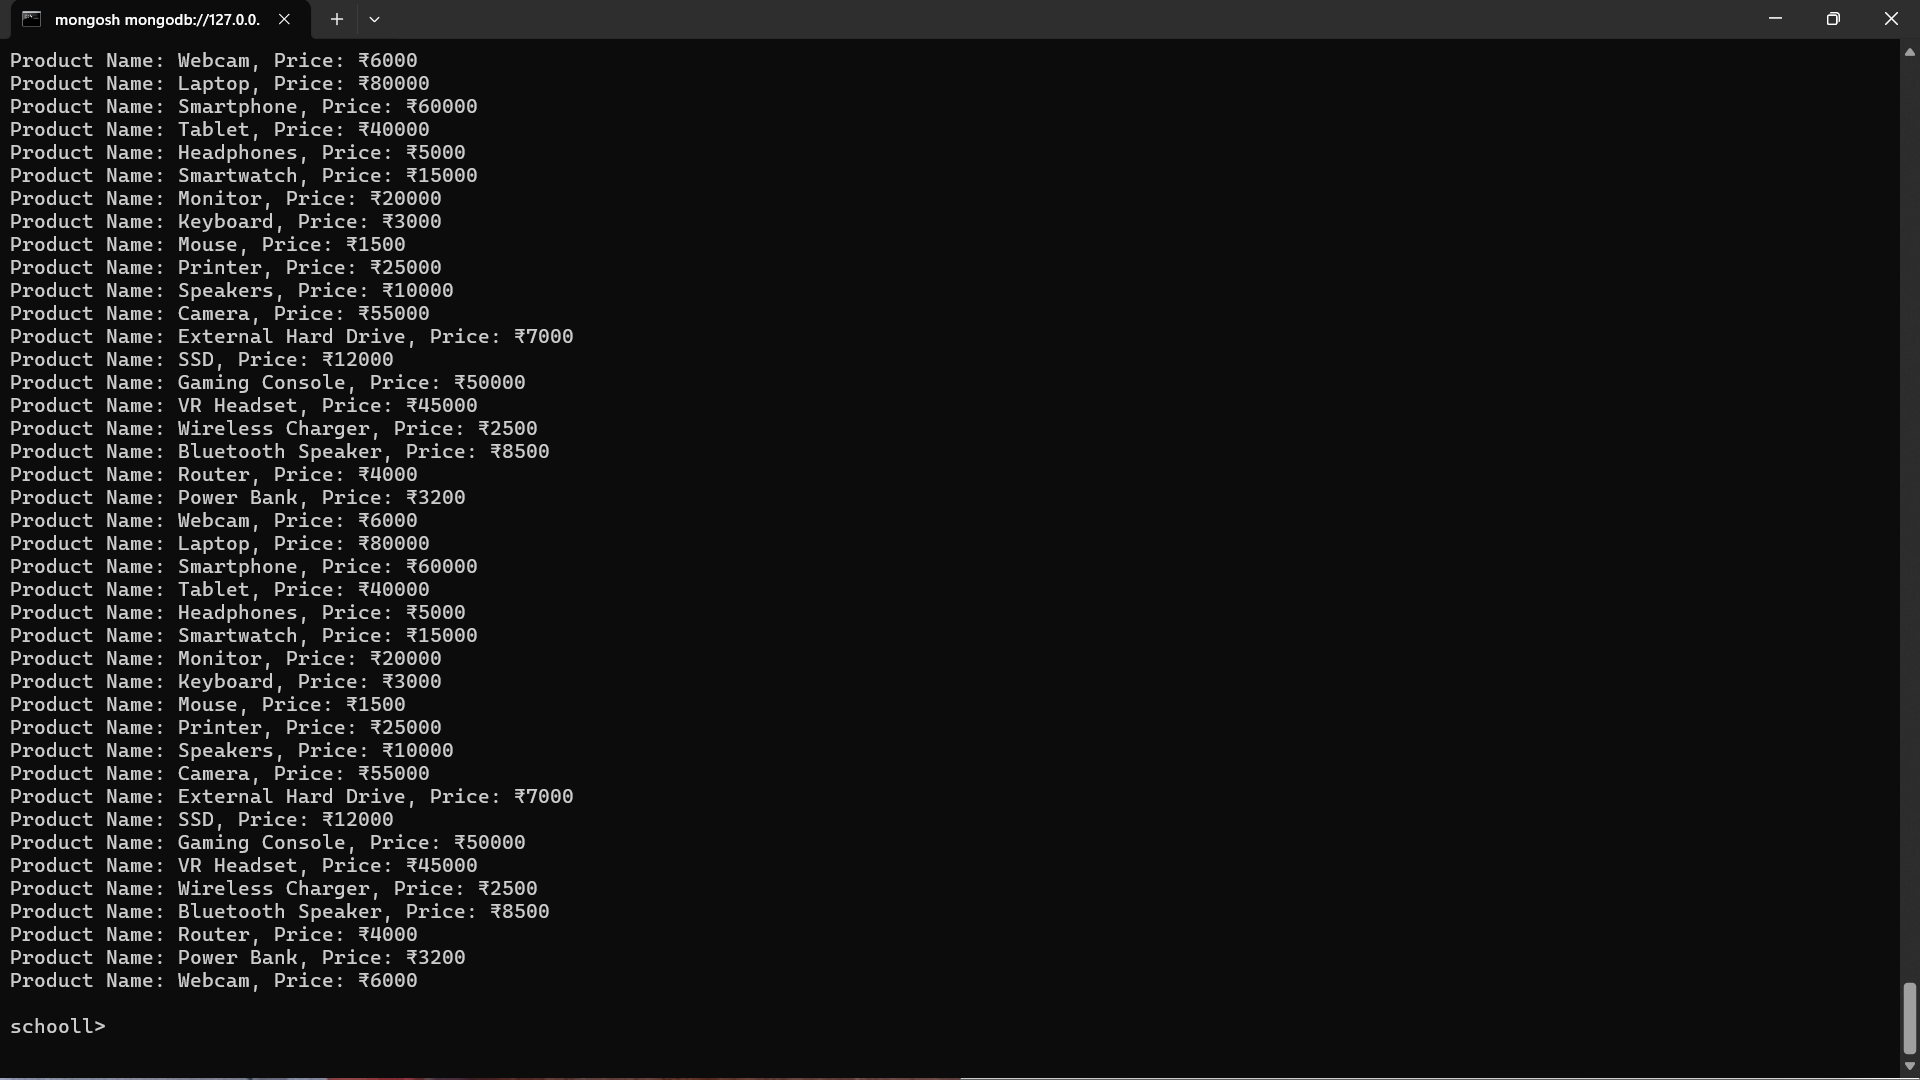 mongosh mongodb://127.0.0.
Product Name: Webcam, Price: ₹6000
Product Name: Laptop, Price: ₹80000
Product Name: Smartphone, Price: ₹60000
Product Name: Tablet, Price: ₹40000
Product Name: Headphones, Price: ₹5000
Product Name: Smartwatch, Price: ₹15000
Product Name: Monitor, Price: ₹20000
Product Name: Keyboard, Price: ₹3000
Product Name: Mouse, Price: ₹1500
Product Name: Printer, Price: ₹25000
Product Name: Speakers, Price: ₹10000
Product Name: Camera, Price: ₹55000
Product Name: External Hard Drive, Price: ₹7000
Product Name: SSD, Price: ₹12000
Product Name: Gaming Console, Price: ₹50000
Product Name: VR Headset, Price: ₹45000
Product Name: Wireless Charger, Price: ₹2500
Product Name: Bluetooth Speaker, Price: ₹8500
Product Name: Router, Price: ₹4000
Product Name: Power Bank, Price: ₹3200
Product Name: Webcam, Price: ₹6000
Product Name: Laptop, Price: ₹80000
Product Name: Smartphone, Price: ₹60000
Product Name: Tablet, Price: ₹40000
Product Name: Headphones, Price: ₹5000
Product Name: Smartwatch, Price: ₹15000
Product Name: Monitor, Price: ₹20000
Product Name: Keyboard, Price: ₹3000
Product Name: Mouse, Price: ₹1500
Product Name: Printer, Price: ₹25000
Product Name: Speakers, Price: ₹10000
Product Name: Camera, Price: ₹55000
Product Name: External Hard Drive, Price: ₹7000
Product Name: SSD, Price: ₹12000
Product Name: Gaming Console, Price: ₹50000
Product Name: VR Headset, Price: ₹45000
Product Name: Wireless Charger, Price: ₹2500
Product Name: Bluetooth Speaker, Price: ₹8500
Product Name: Router, Price: ₹4000
Product Name: Power Bank, Price: ₹3200
Product Name: Webcam, Price: ₹6000
schooll>